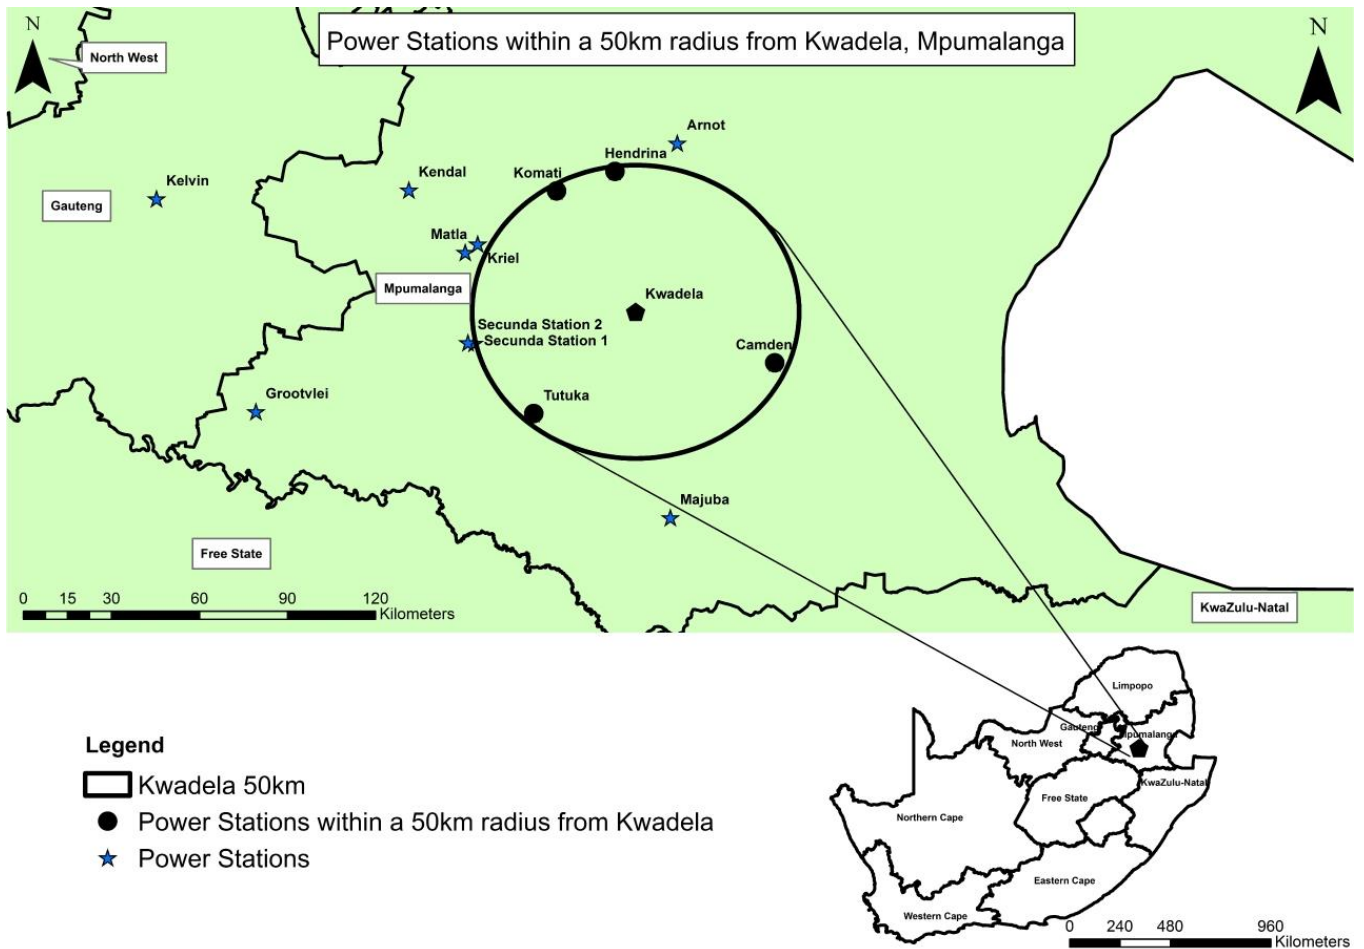 Power Stations within a 50km radius from Kwadela, Mpumalanga
N
N
North West
Arnot
Hendrina
Komati
Kendal
Kelvin
Gauteng
Matla
Kriel
Mpumalanga
Kwadela
Secunda Station 2
Secunda Station 1
Camden
Grootvlei
Tutuka
Majuba
Free State
0 15 30 60 90 120
Kilometers
KwaZulu-Natal
Limpopo
Gauteng
Mpumalanga
North West
KwaZulu-Natal
Free State
Northern Cape
Eastern Cape
Western Cape
0 240 480 960
Kilometers
Legend
Kwadela 50km
Power Stations within a 50km radius from Kwadela
Power Stations